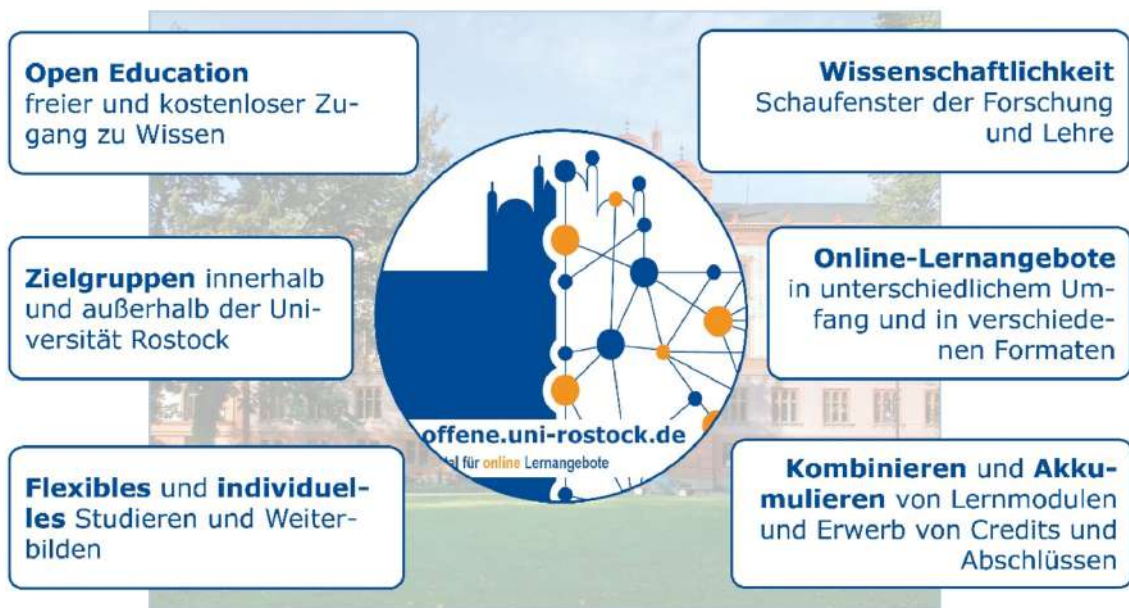 Open Education
freier und kostenloser Zu-
gang zu Wissen
Wissenschaftlichkeit
Schaufenster der Forschung
und Lehre
Zielgruppen innerhalb
und außerhalb der Uni-
versität Rostock
Online-Lernangebote
in unterschiedlichem Um-
fang und in verschiede-
nen Formaten
offene.uni-rostock.de
für online Lernangebote
Flexibles und individuel-
les Studieren und Weiter-
bilden
Kombinieren und Akku-
mulieren von Lernmodulen
und Erwerb von Credits und
Abschlüssen